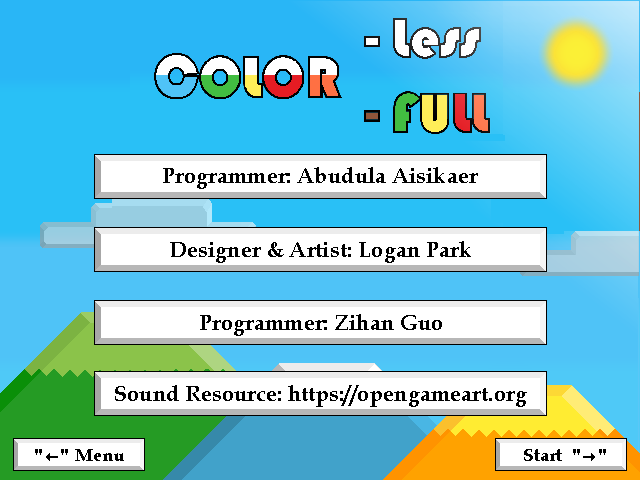 COLOR
- Less
- FULL
Programmer: Abudula Aisikaer
Designer & Artist: Logan Park
Programmer: Zihan Guo
Sound Resource: https://opengameart.org
"←" Menu
Start "→"